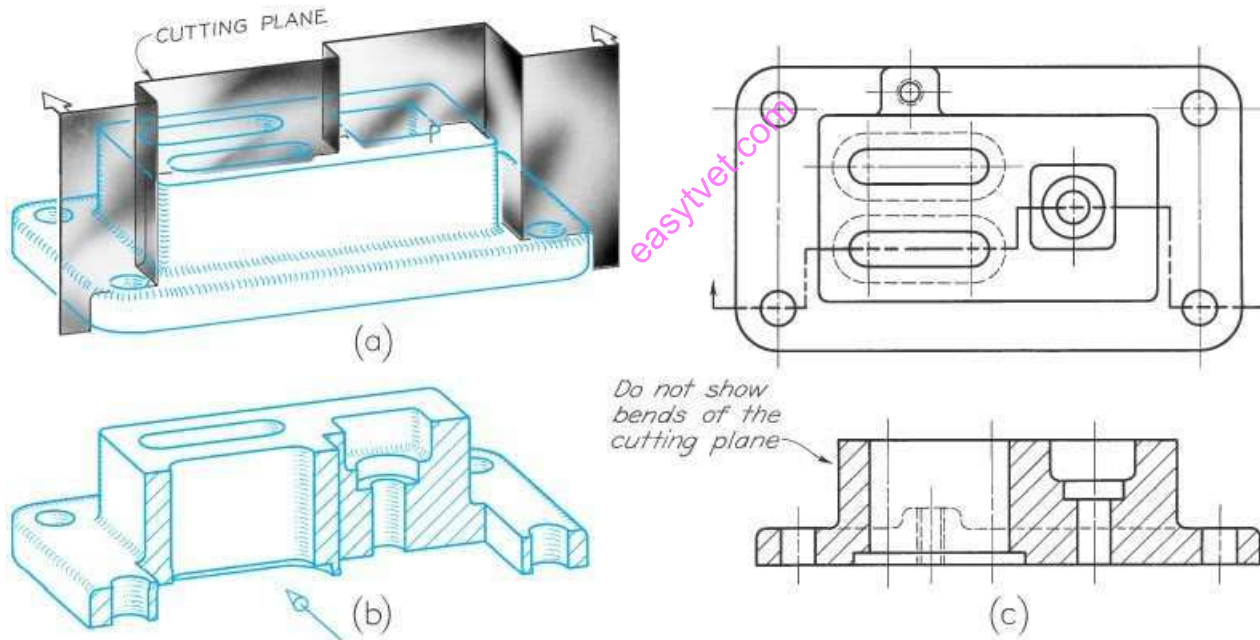 CUTTING PLANE
easytvet.com
(a)
Do not show
bends of the
cutting plane
(b)
(c)